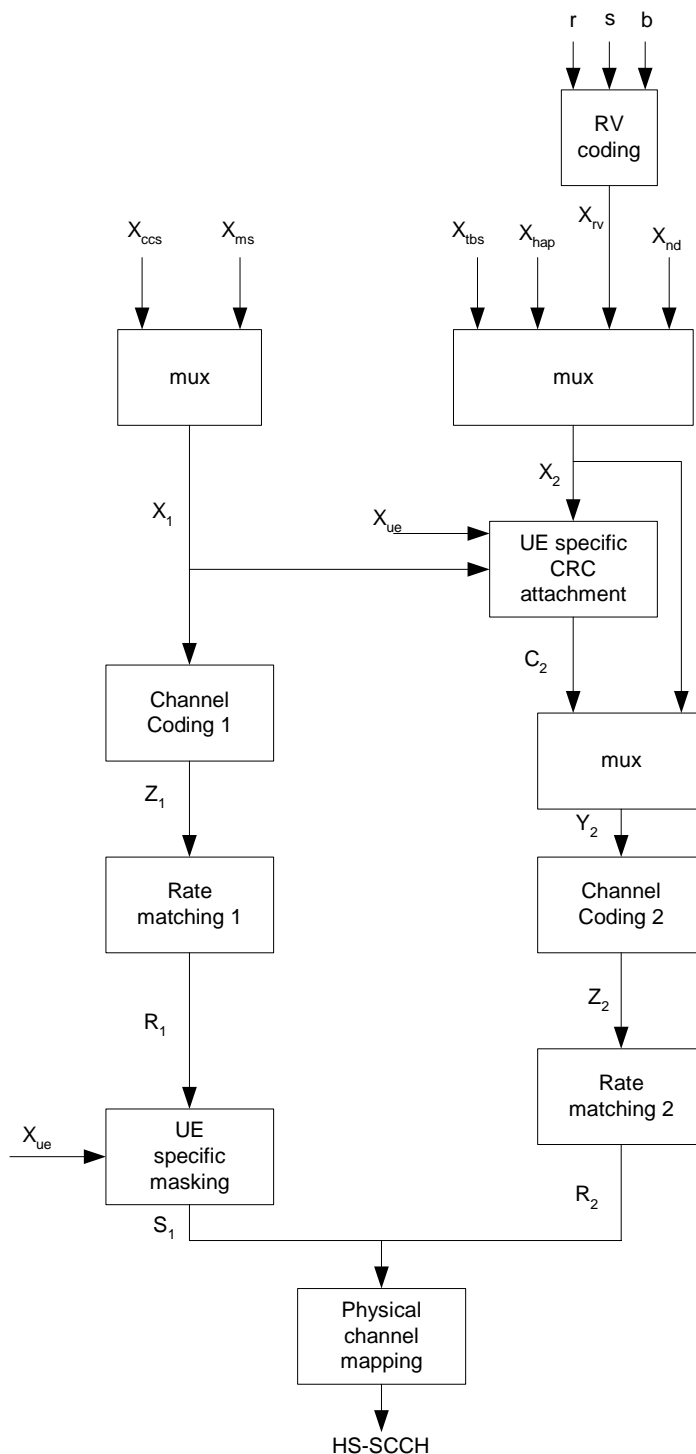 r s b
RV
coding
X_rv
X_ccs X_ms
X_tbs X_hap X_nd
mux
mux
X_1
X_2
X_ue
UE specific
CRC
attachment
C_2
Channel
Coding 1
mux
Z_1
Y_2
Rate
matching 1
Channel
Coding 2
R_1
Z_2
Rate
matching 2
X_ue
UE
specific
masking
R_2
S_1
Physical
channel
mapping
HS-SCCH